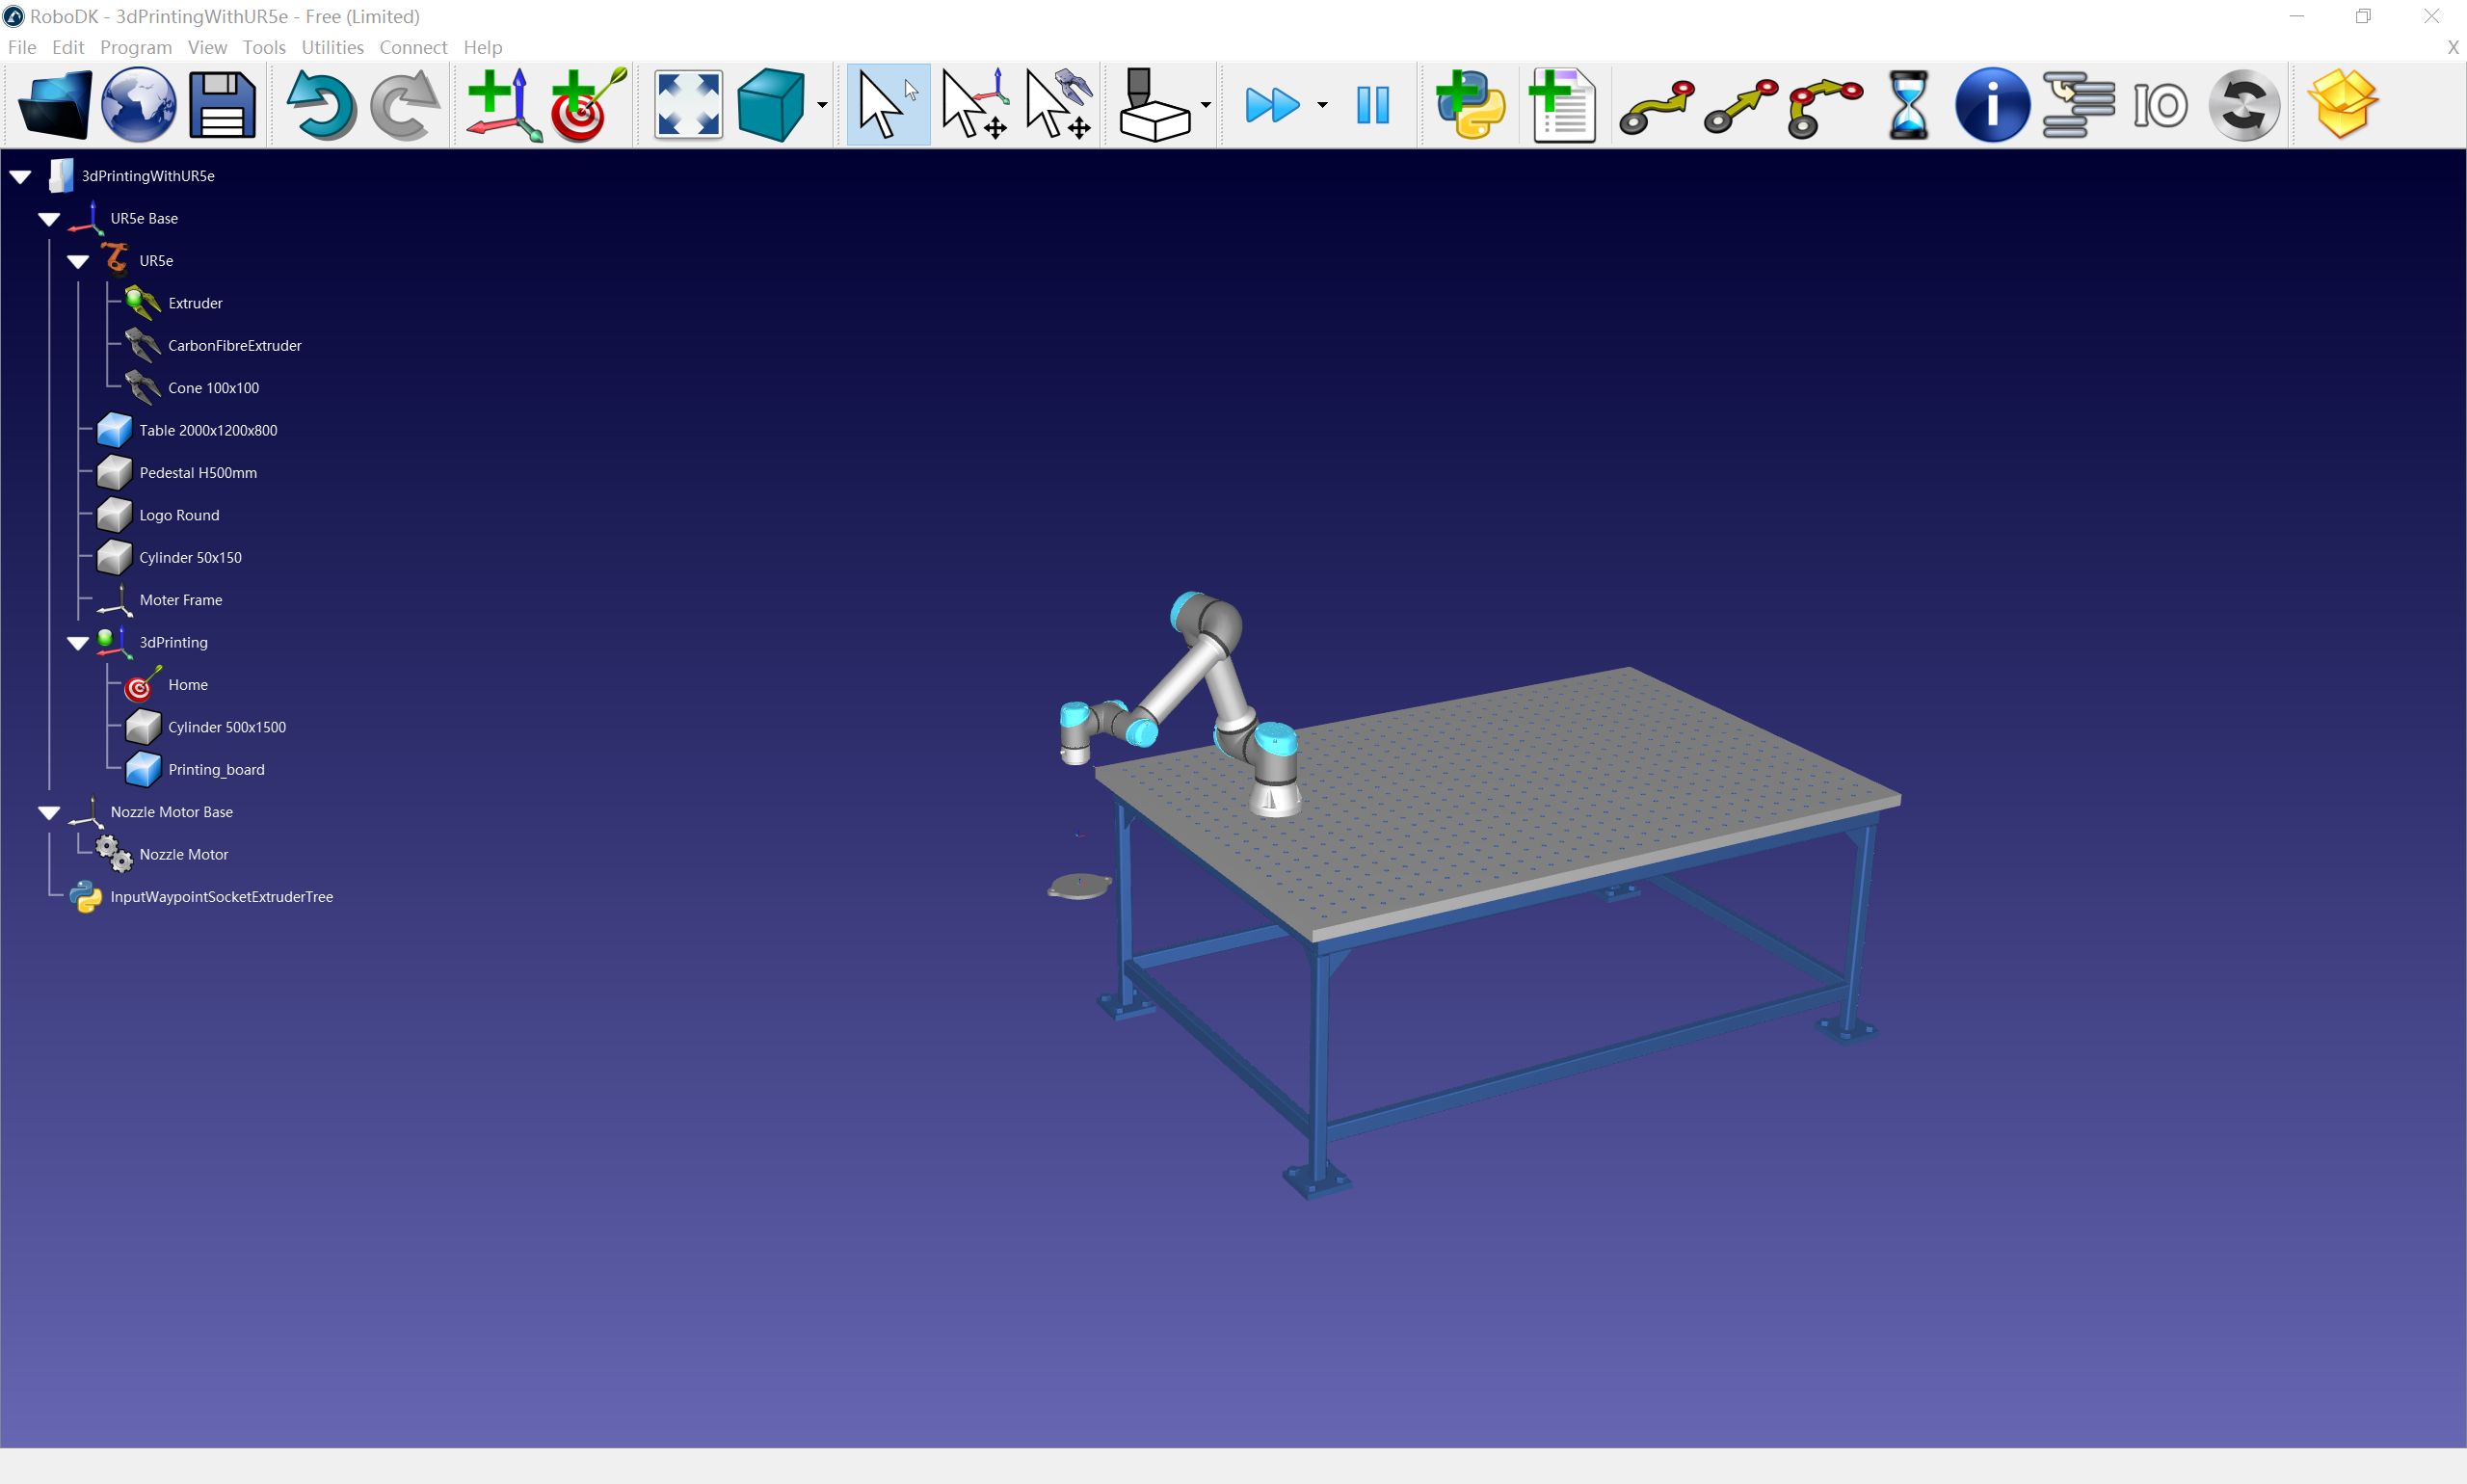 RoboDK - 3dPrintingWithUR5e - Free (Limited)
File Edit Program View Tools Utilities Connect Help
X
IO
3dPrintingWithUR5e
UR5e Base
UR5e
Extruder
CarbonFibreExtruder
Cone 100x100
Table 2000x1200x800
Pedestal H500mm
Logo Round
Cylinder 50x150
Moter Frame
3dPrinting
Home
Cylinder 500x1500
Printing_board
Nozzle Motor Base
Nozzle Motor
InputWaypointSocketExtruderTree